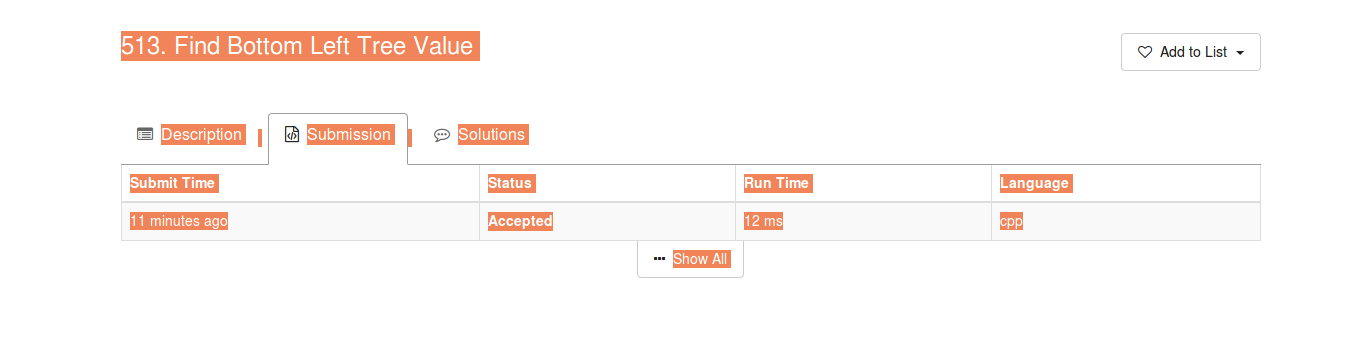 513. Find Bottom Left Tree Value
Add to List
Description Submission Solutions
Submit Time Status Run Time Language
11 minutes ago Accepted 12 ms cpp
Show All